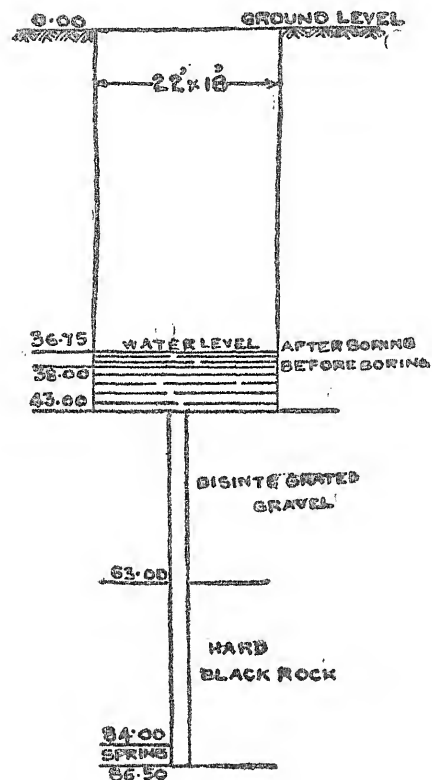 0.00 GROUND LEVEL
22' x 18'
36.75 WATER LEVEL AFTER BORING
38.00 BEFORE BORING
43.00
DISINTEGRATED
GRAVEL
63.00
HARD
BLACK ROCK
84.00
SPRING
86.50